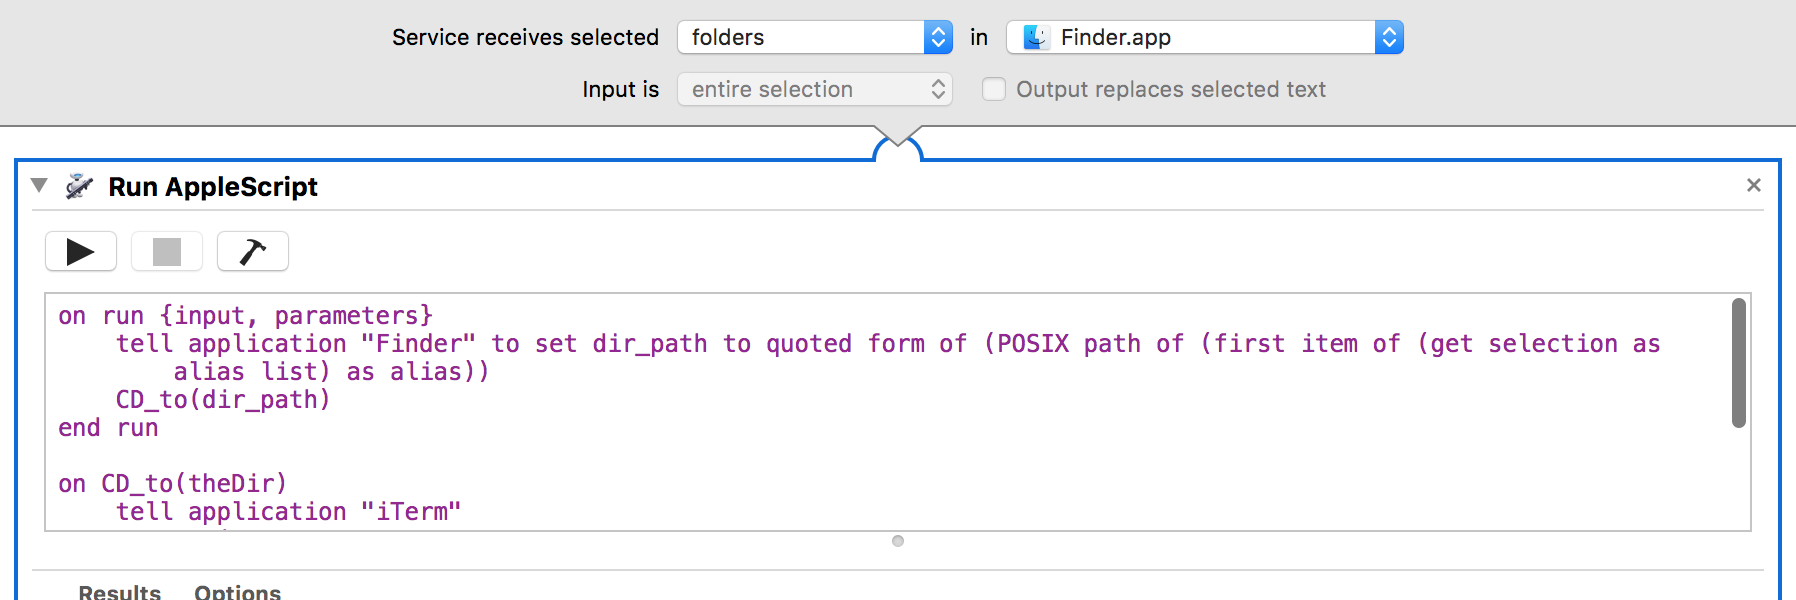 Service receives selected folders in Finder.app
Input is entire selection Output replaces selected text
Run AppleScript
on run {input, parameters}
tell application "Finder" to set dir_path to quoted form of (POSIX path of (first item of (get selection as
alias list) as alias))
CD_to(dir_path)
end run
on CD_to(theDir)
tell application "iTerm"
Results Options